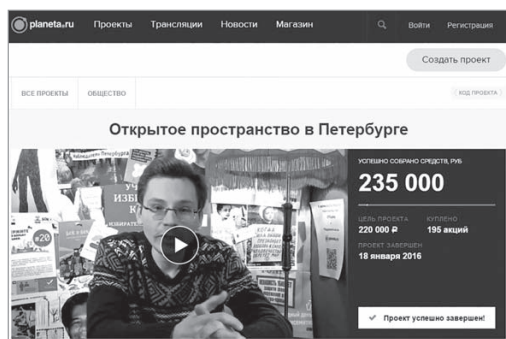 planeta.ru Проекты Трансляции Новости Магазин Войти Регистрация
Создать проект
ВСЕ ПРОЕКТЫ ОБЩЕСТВО КОД ПРОЕКТА
Открытое пространство в Петербурге
УСПЕШНО СОБРАНО СРЕДСТВ, РУБ
235 000
ЦЕЛЬ ПРОЕКТА КУПЛЕНО
220 000 ₽ 195 акций
ПРОЕКТ ЗАВЕРШЕН
18 января 2016
Проект успешно завершен!
Наблюдатели Петербурга